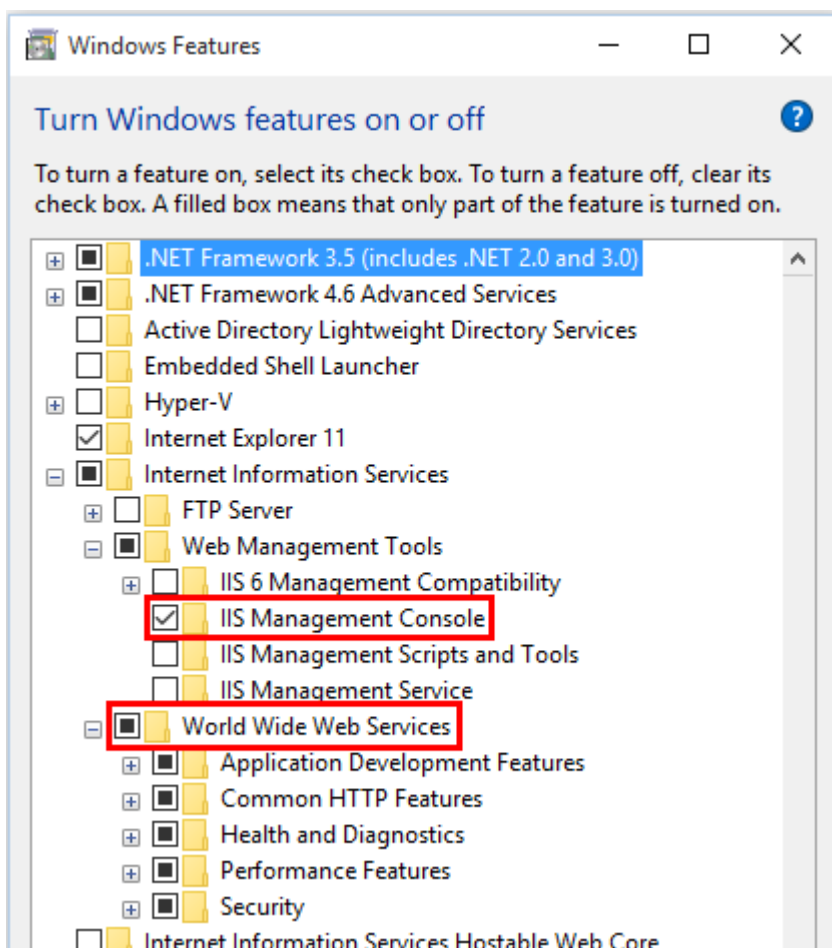 Windows Features
Turn Windows features on or off
To turn a feature on, select its check box. To turn a feature off, clear its
check box. A filled box means that only part of the feature is turned on.
.NET Framework 3.5 (includes .NET 2.0 and 3.0)
.NET Framework 4.6 Advanced Services
Active Directory Lightweight Directory Services
Embedded Shell Launcher
Hyper-V
Internet Explorer 11
Internet Information Services
FTP Server
Web Management Tools
IIS 6 Management Compatibility
IIS Management Console
IIS Management Scripts and Tools
IIS Management Service
World Wide Web Services
Application Development Features
Common HTTP Features
Health and Diagnostics
Performance Features
Security
Internet Information Services Hostable Web Core